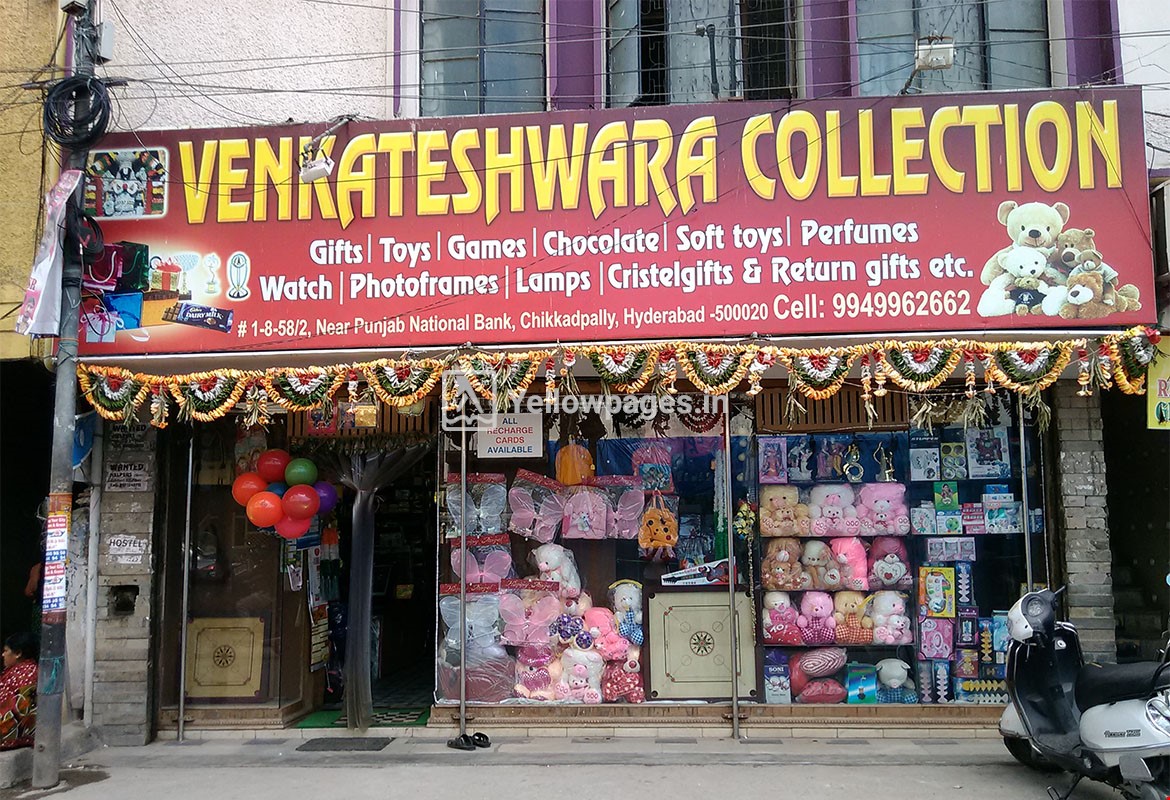 VENKATESHWARA COLLECTION
Gifts | Toys | Games | Chocolate | Soft toys | Perfumes
Watch | Photoframes | Lamps | Cristelgifts & Return gifts etc.
# 1-8-58/2, Near Punjab National Bank, Chikkadpally, Hyderabad -500020 Cell: 9949962662
DAIRY MILK
Yellowpages.in
ALL
RECHARGE
CARDS
AVAILABLE
WANTED
HOSTEL
SONI